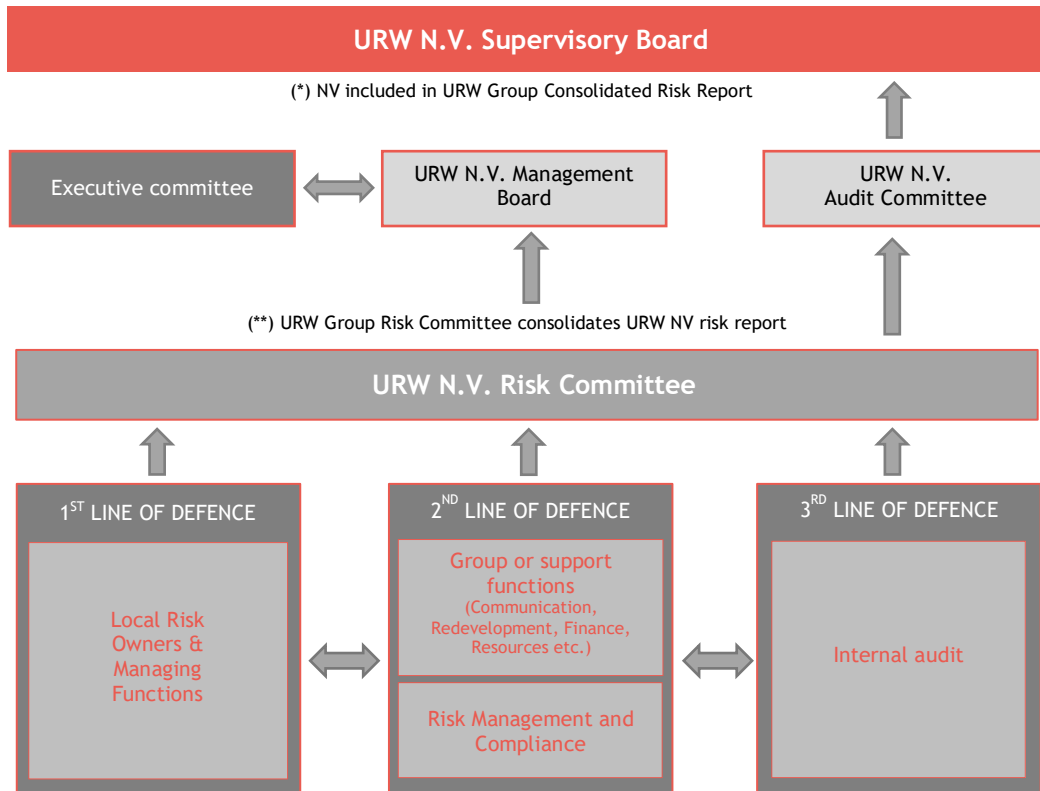 URW N.V. Supervisory Board
(*) NV included in URW Group Consolidated Risk Report
Executive committee
URW N.V. Management
Board
URW N.V.
Audit Committee
(**) URW Group Risk Committee consolidates URW NV risk report
URW N.V. Risk Committee
1ST LINE OF DEFENCE
Local Risk
Owners &
Managing
Functions
2ND LINE OF DEFENCE
Group or support
functions
(Communication,
Redevelopment, Finance,
Resources etc.)
Risk Management and
Compliance
3RD LINE OF DEFENCE
Internal audit